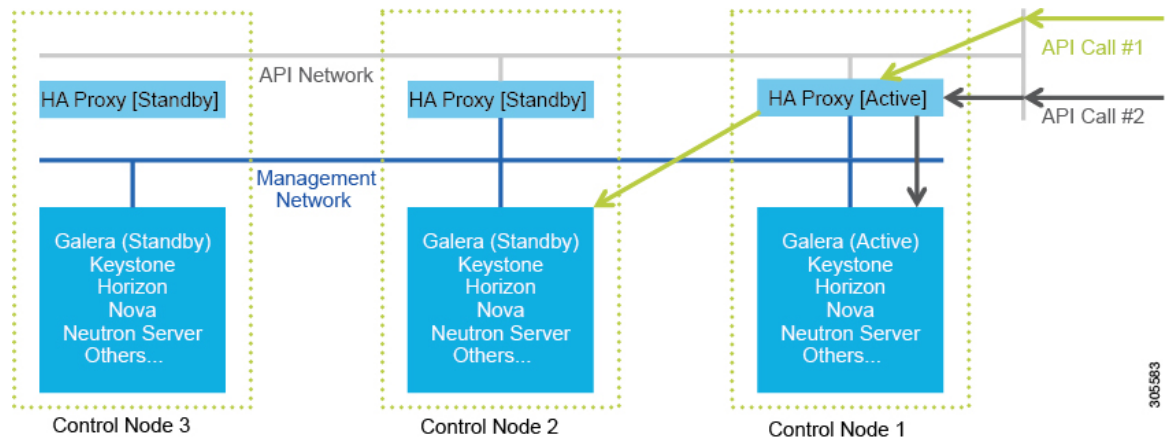 API Call #1
API Network
HA Proxy [Standby]
HA Proxy [Standby]
HA Proxy [Active]
API Call #2
Management
Network
Galera (Standby)
Keystone
Horizon
Nova
Neutron Server
Others...
Galera (Standby)
Keystone
Horizon
Nova
Neutron Server
Others...
Galera (Active)
Keystone
Horizon
Nova
Neutron Server
Others...
305583
Control Node 3
Control Node 2
Control Node 1